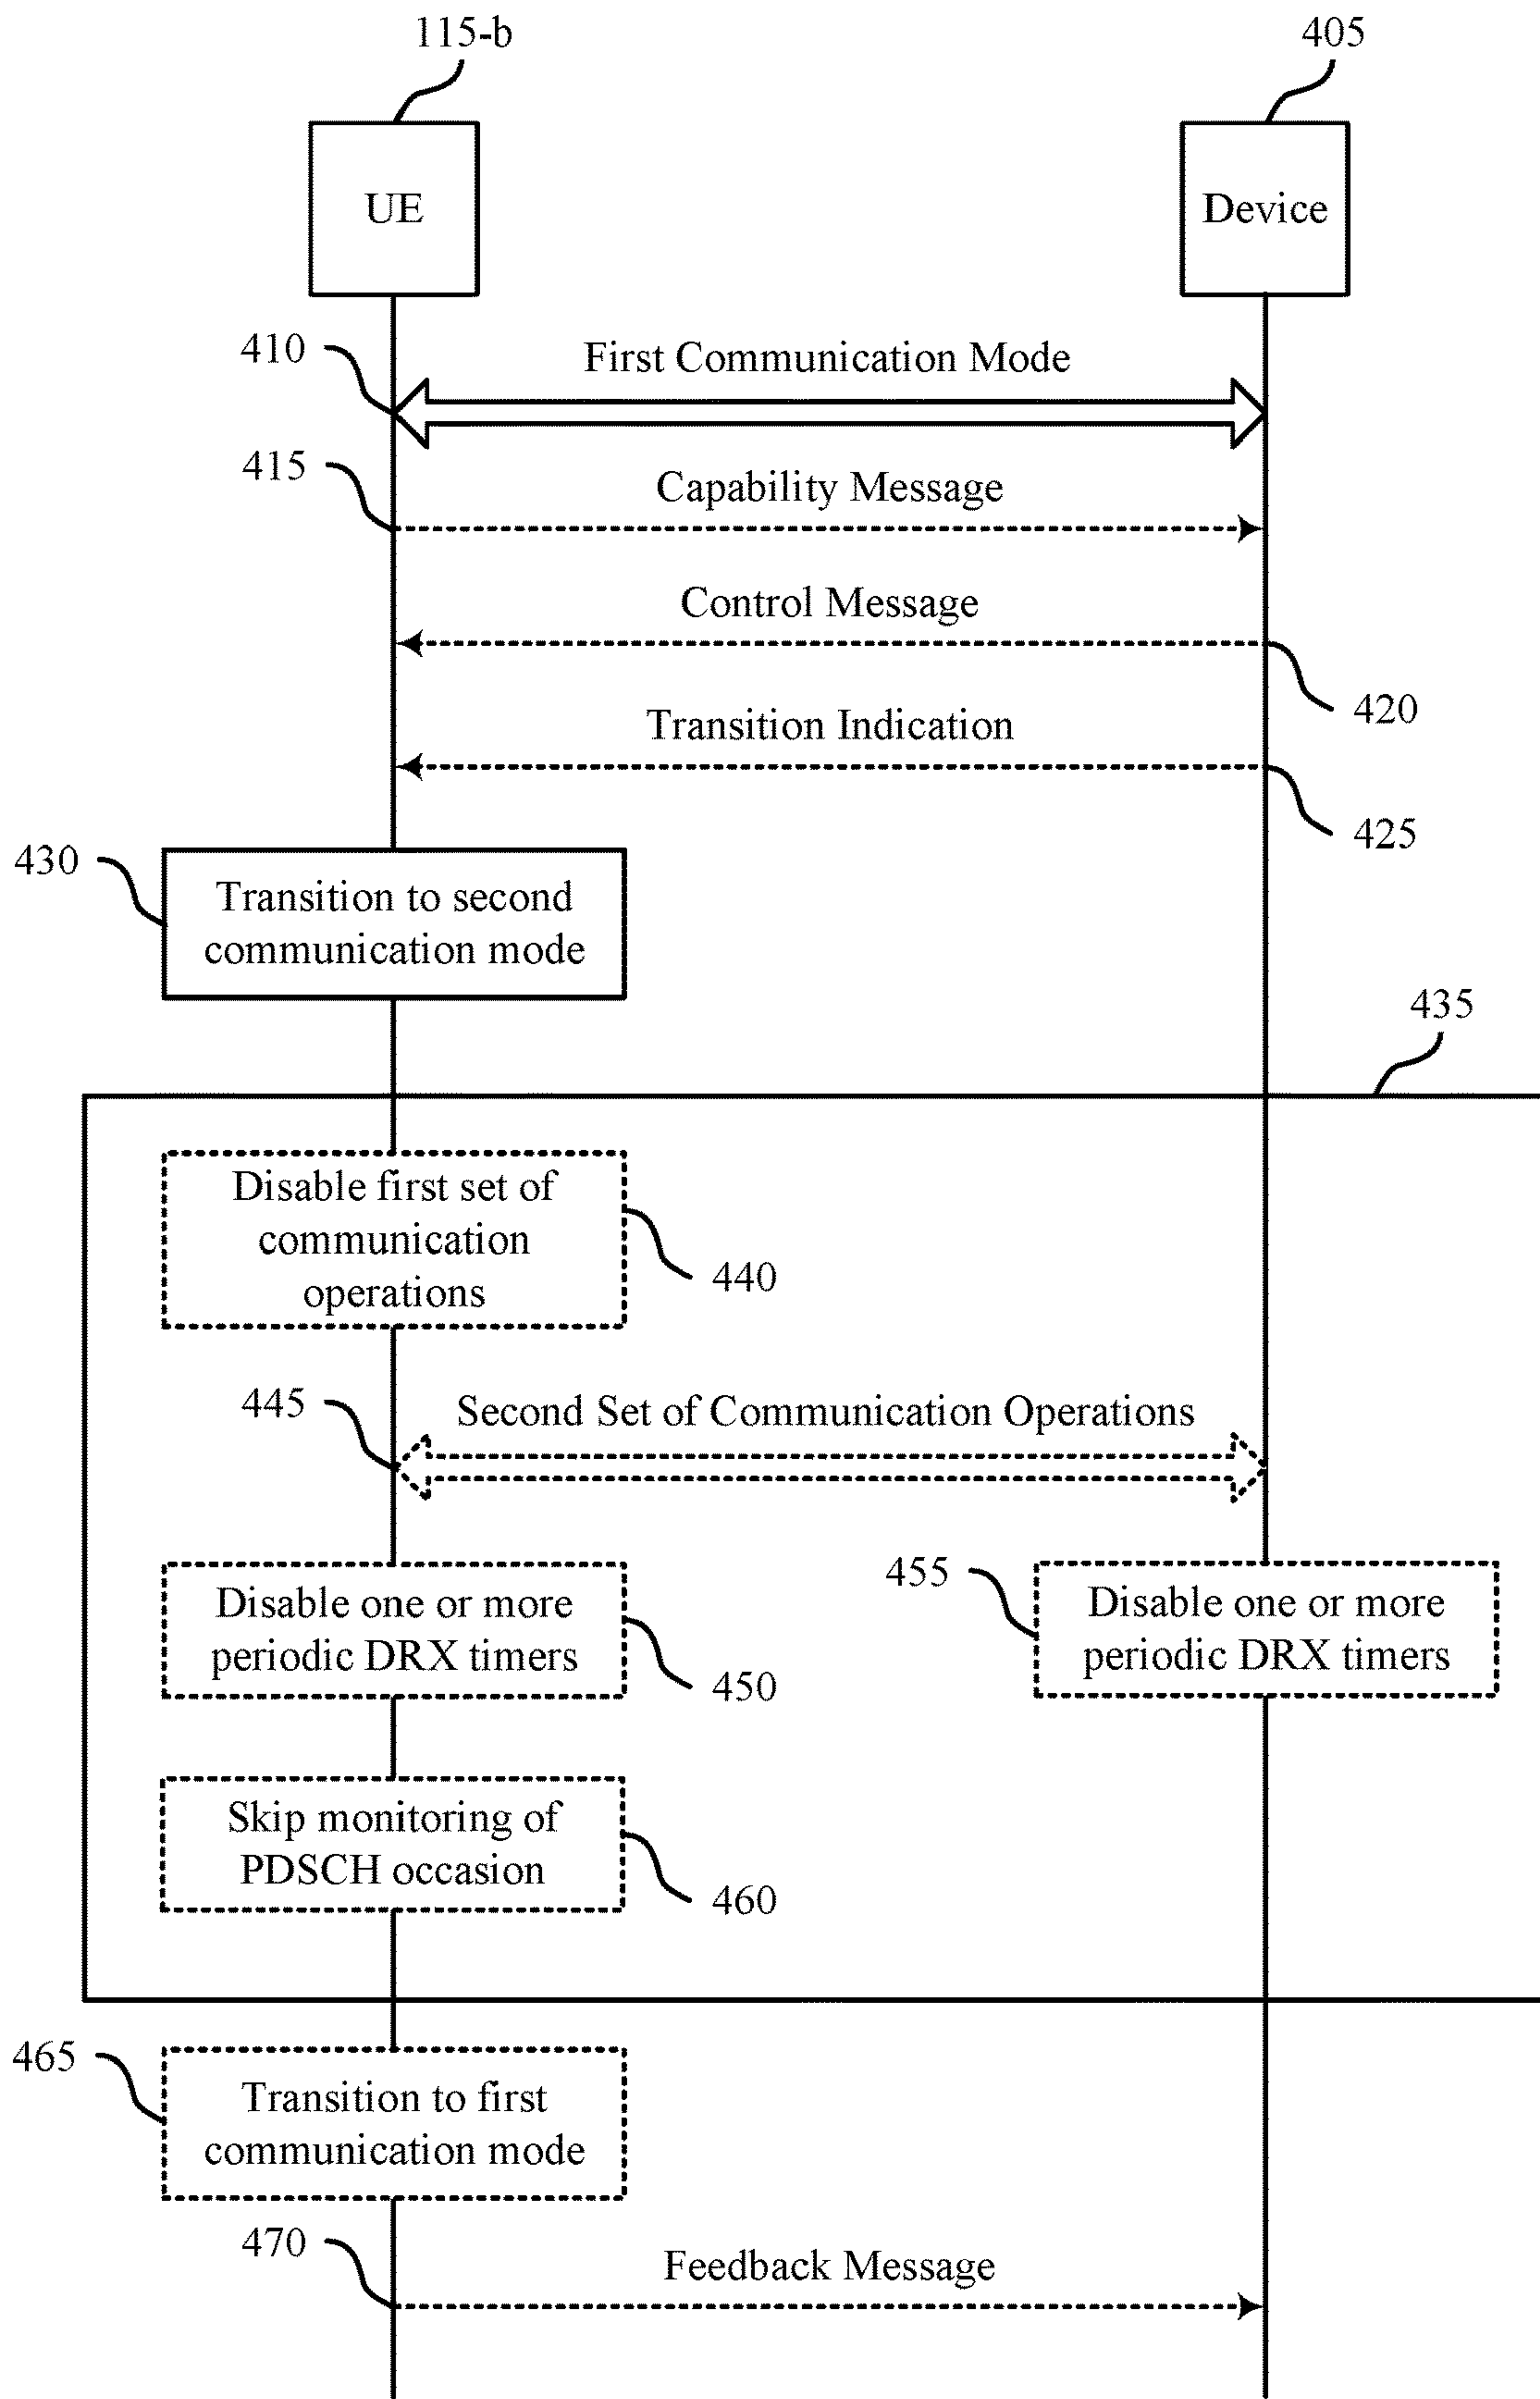 115-b
405
UE
Device
410
First Communication Mode
415
Capability Message
Control Message
420
Transition Indication
425
430
Transition to second
communication mode
435
Disable first set of
communication
operations
440
445
Second Set of Communication Operations
Disable one or more
periodic DRX timers
450
455
Disable one or more
periodic DRX timers
Skip monitoring of
PDSCH occasion
460
465
Transition to first
communication mode
470
Feedback Message